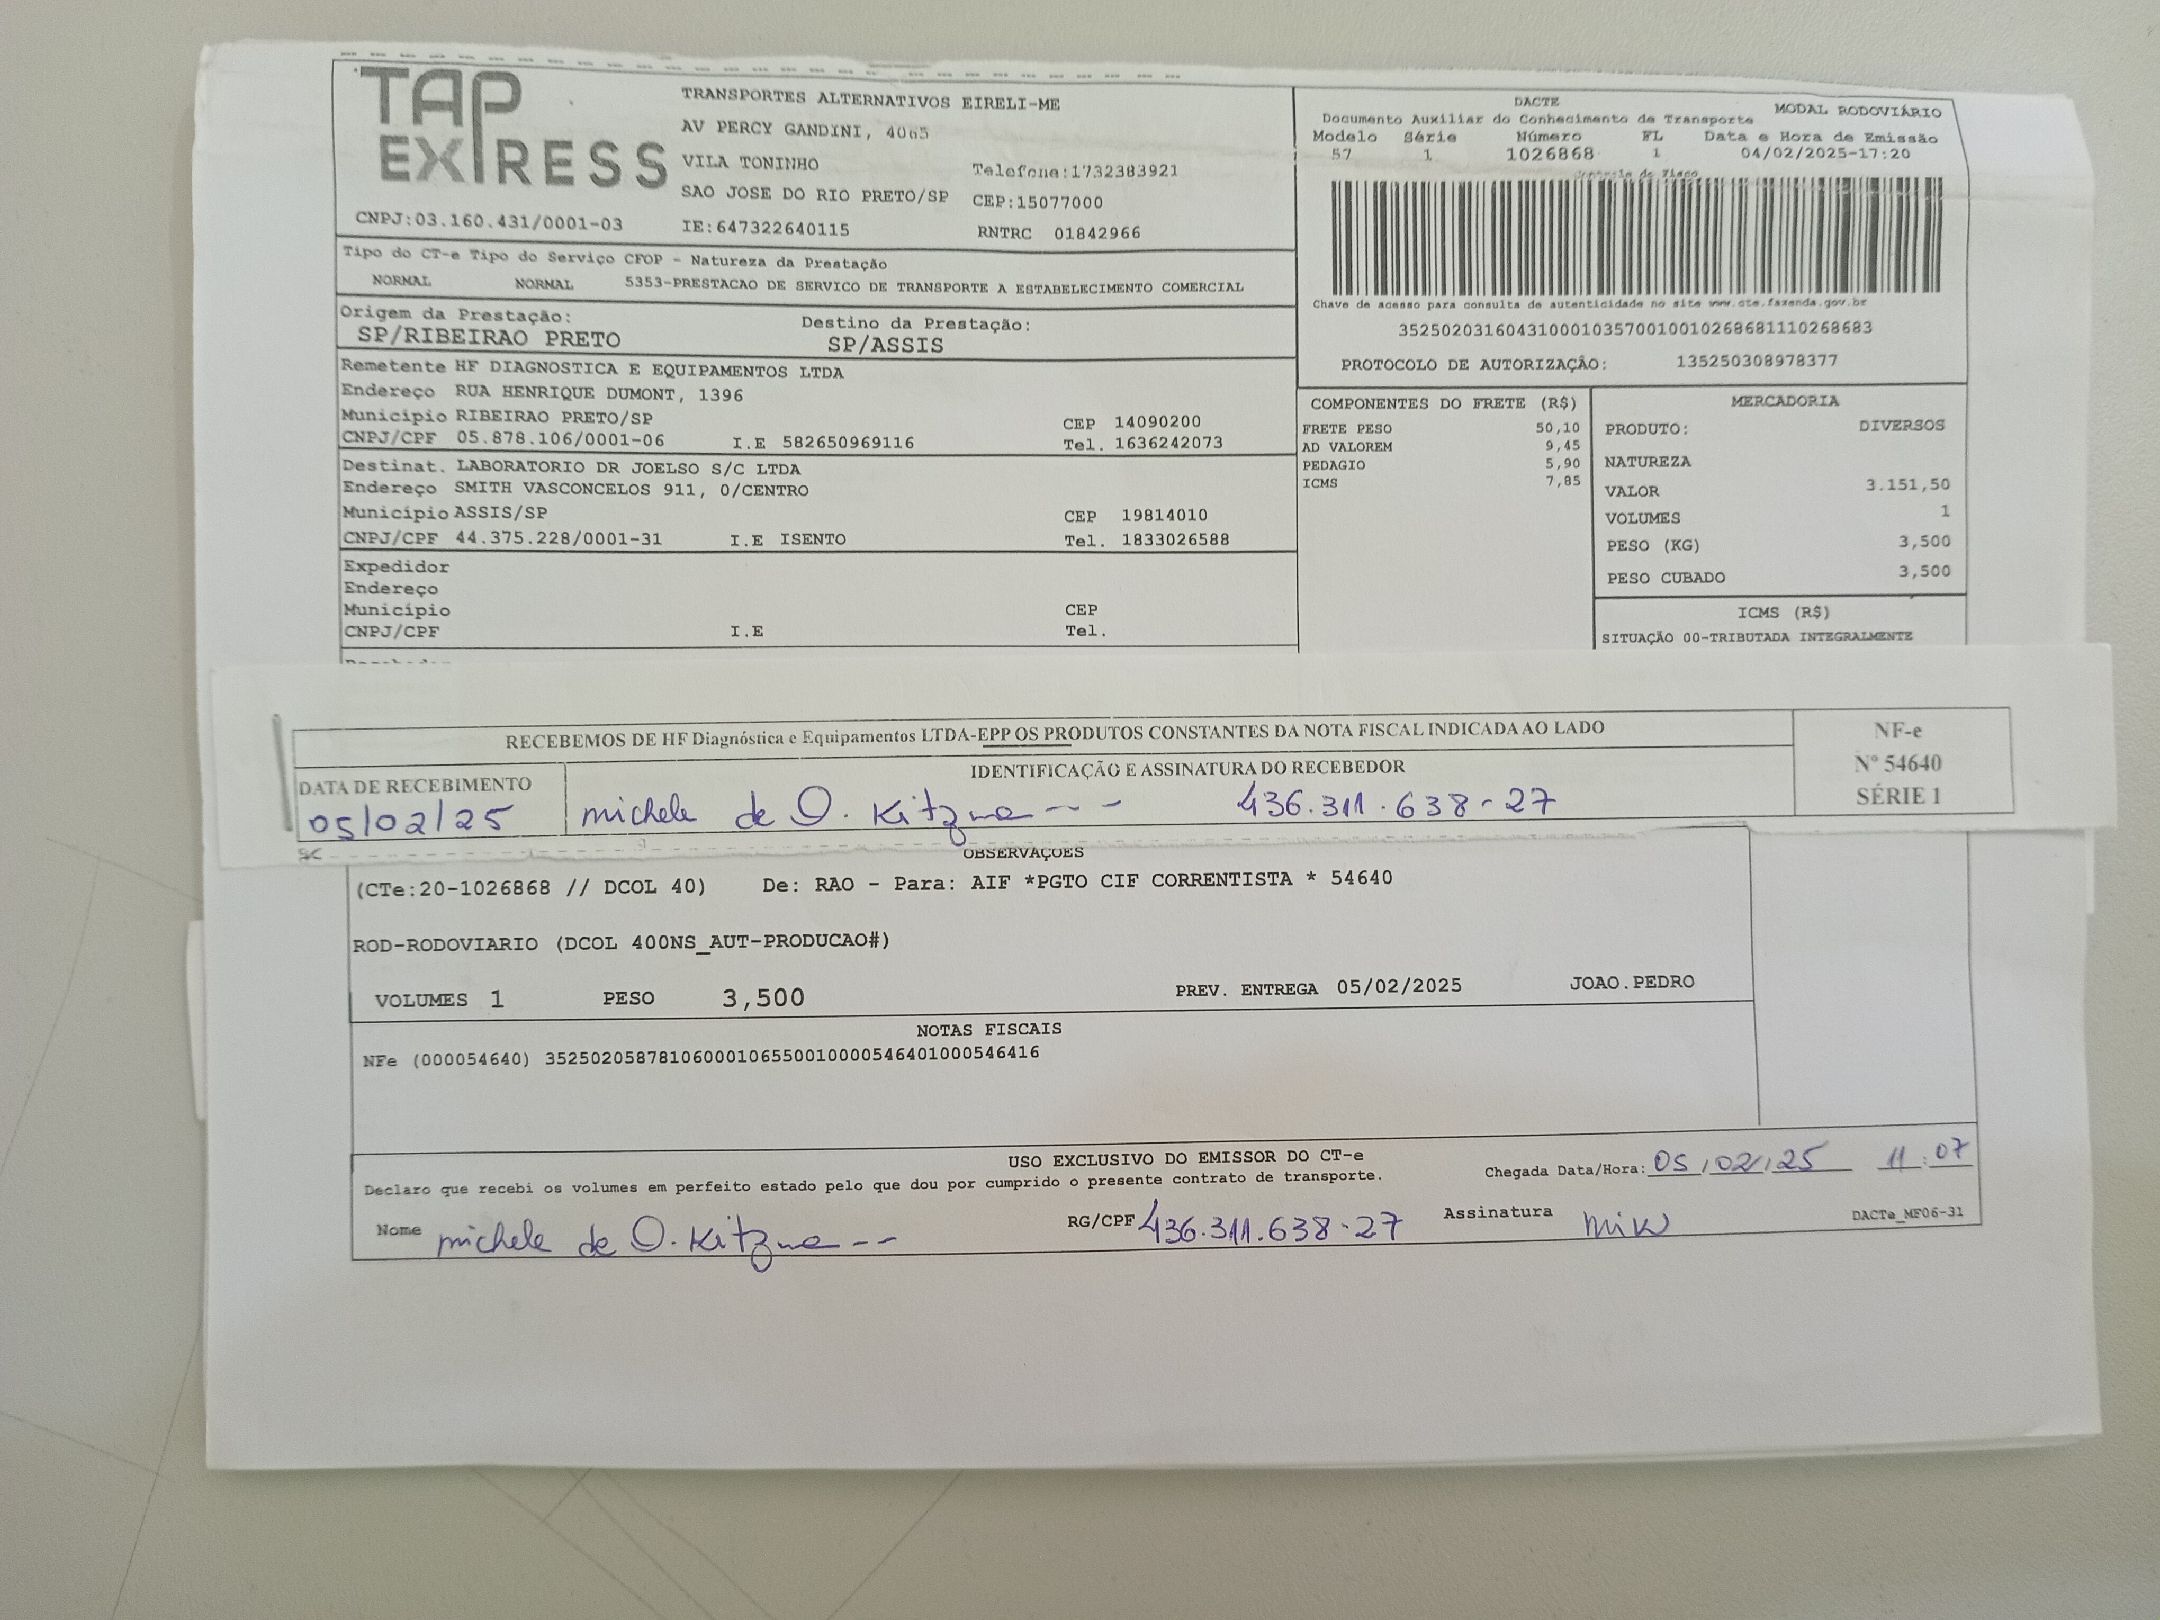 TAP EXPRESS
TRANSPORTES ALTERNATIVOS EIRELI-ME
AV PERCY GANDINI, 4065
VILA TONINHO Telefone:1732383921
SAO JOSE DO RIO PRETO/SP CEP:15077000
CNPJ:03.160.431/0001-03 IE:647322640115 RNTRC 01842966
DACTE MODAL RODOVIÁRIO
Documento Auxiliar do Conhecimento de Transporte
Modelo Série Número FL Data e Hora de Emissão
57 1 1026868 1 04/02/2025-17:20
Controle do Fisco
Chave de acesso para consulta de autenticidade no site www.cte.fazenda.gov.br
35250203160431000103570010010268681110268683
PROTOCOLO DE AUTORIZAÇÃO: 135250308978377
Tipo do CT-e Tipo do Serviço CFOP - Natureza da Prestação
NORMAL NORMAL 5353-PRESTACAO DE SERVICO DE TRANSPORTE A ESTABELECIMENTO COMERCIAL
Origem da Prestação: Destino da Prestação:
SP/RIBEIRAO PRETO SP/ASSIS
Remetente HF DIAGNOSTICA E EQUIPAMENTOS LTDA
Endereço RUA HENRIQUE DUMONT, 1396
Município RIBEIRAO PRETO/SP CEP 14090200
CNPJ/CPF 05.878.106/0001-06 I.E 582650969116 Tel. 1636242073
Destinat. LABORATORIO DR JOELSO S/C LTDA
Endereço SMITH VASCONCELOS 911, 0/CENTRO
Município ASSIS/SP CEP 19814010
CNPJ/CPF 44.375.228/0001-31 I.E ISENTO Tel. 1833026588
Expedidor
Endereço
Município CEP
CNPJ/CPF I.E Tel.
COMPONENTES DO FRETE (R$)
FRETE PESO 50,10
AD VALOREM 9,45
PEDAGIO 5,90
ICMS 7,85
MERCADORIA
PRODUTO: DIVERSOS
NATUREZA
VALOR 3.151,50
VOLUMES 1
PESO (KG) 3,500
PESO CUBADO 3,500
ICMS (R$)
SITUAÇÃO 00-TRIBUTADA INTEGRALMENTE
RECEBEMOS DE HF Diagnóstica e Equipamentos LTDA-EPP OS PRODUTOS CONSTANTES DA NOTA FISCAL INDICADA AO LADO
DATA DE RECEBIMENTO IDENTIFICAÇÃO E ASSINATURA DO RECEBEDOR
05/02/25 michele de O. 436.311.638-27
NF-e
Nº 54640
SÉRIE 1
OBSERVAÇOES
(CTe:20-1026868 // DCOL 40) De: RAO - Para: AIF *PGTO CIF CORRENTISTA * 54640
ROD-RODOVIARIO (DCOL 400NS_AUT-PRODUCAO#)
VOLUMES 1 PESO 3,500 PREV. ENTREGA 05/02/2025 JOAO.PEDRO
NOTAS FISCAIS
NFe (000054640) 35250205878106000106550010000546401000546416
USO EXCLUSIVO DO EMISSOR DO CT-e
Declaro que recebi os volumes em perfeito estado pelo que dou por cumprido o presente contrato de transporte. Chegada Data/Hora: 05/02/25 11:07
Nome michele de O. RG/CPF 436.311.638-27 Assinatura DACTe_MF06-31